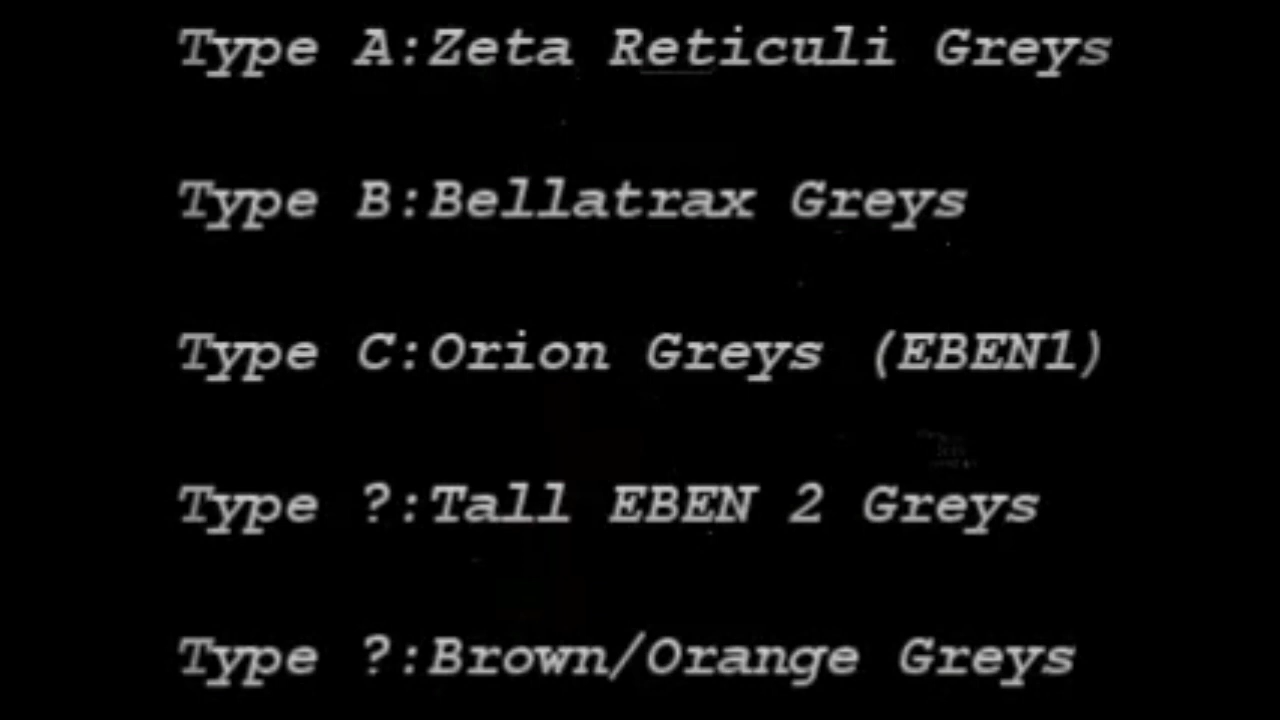 Type A:Zeta Reticuli Greys
Type B:Bellatrax Greys
Type C:Orion Greys (EBEN1)
Type ?:Tall EBEN 2 Greys
Type ?:Brown/Orange Greys